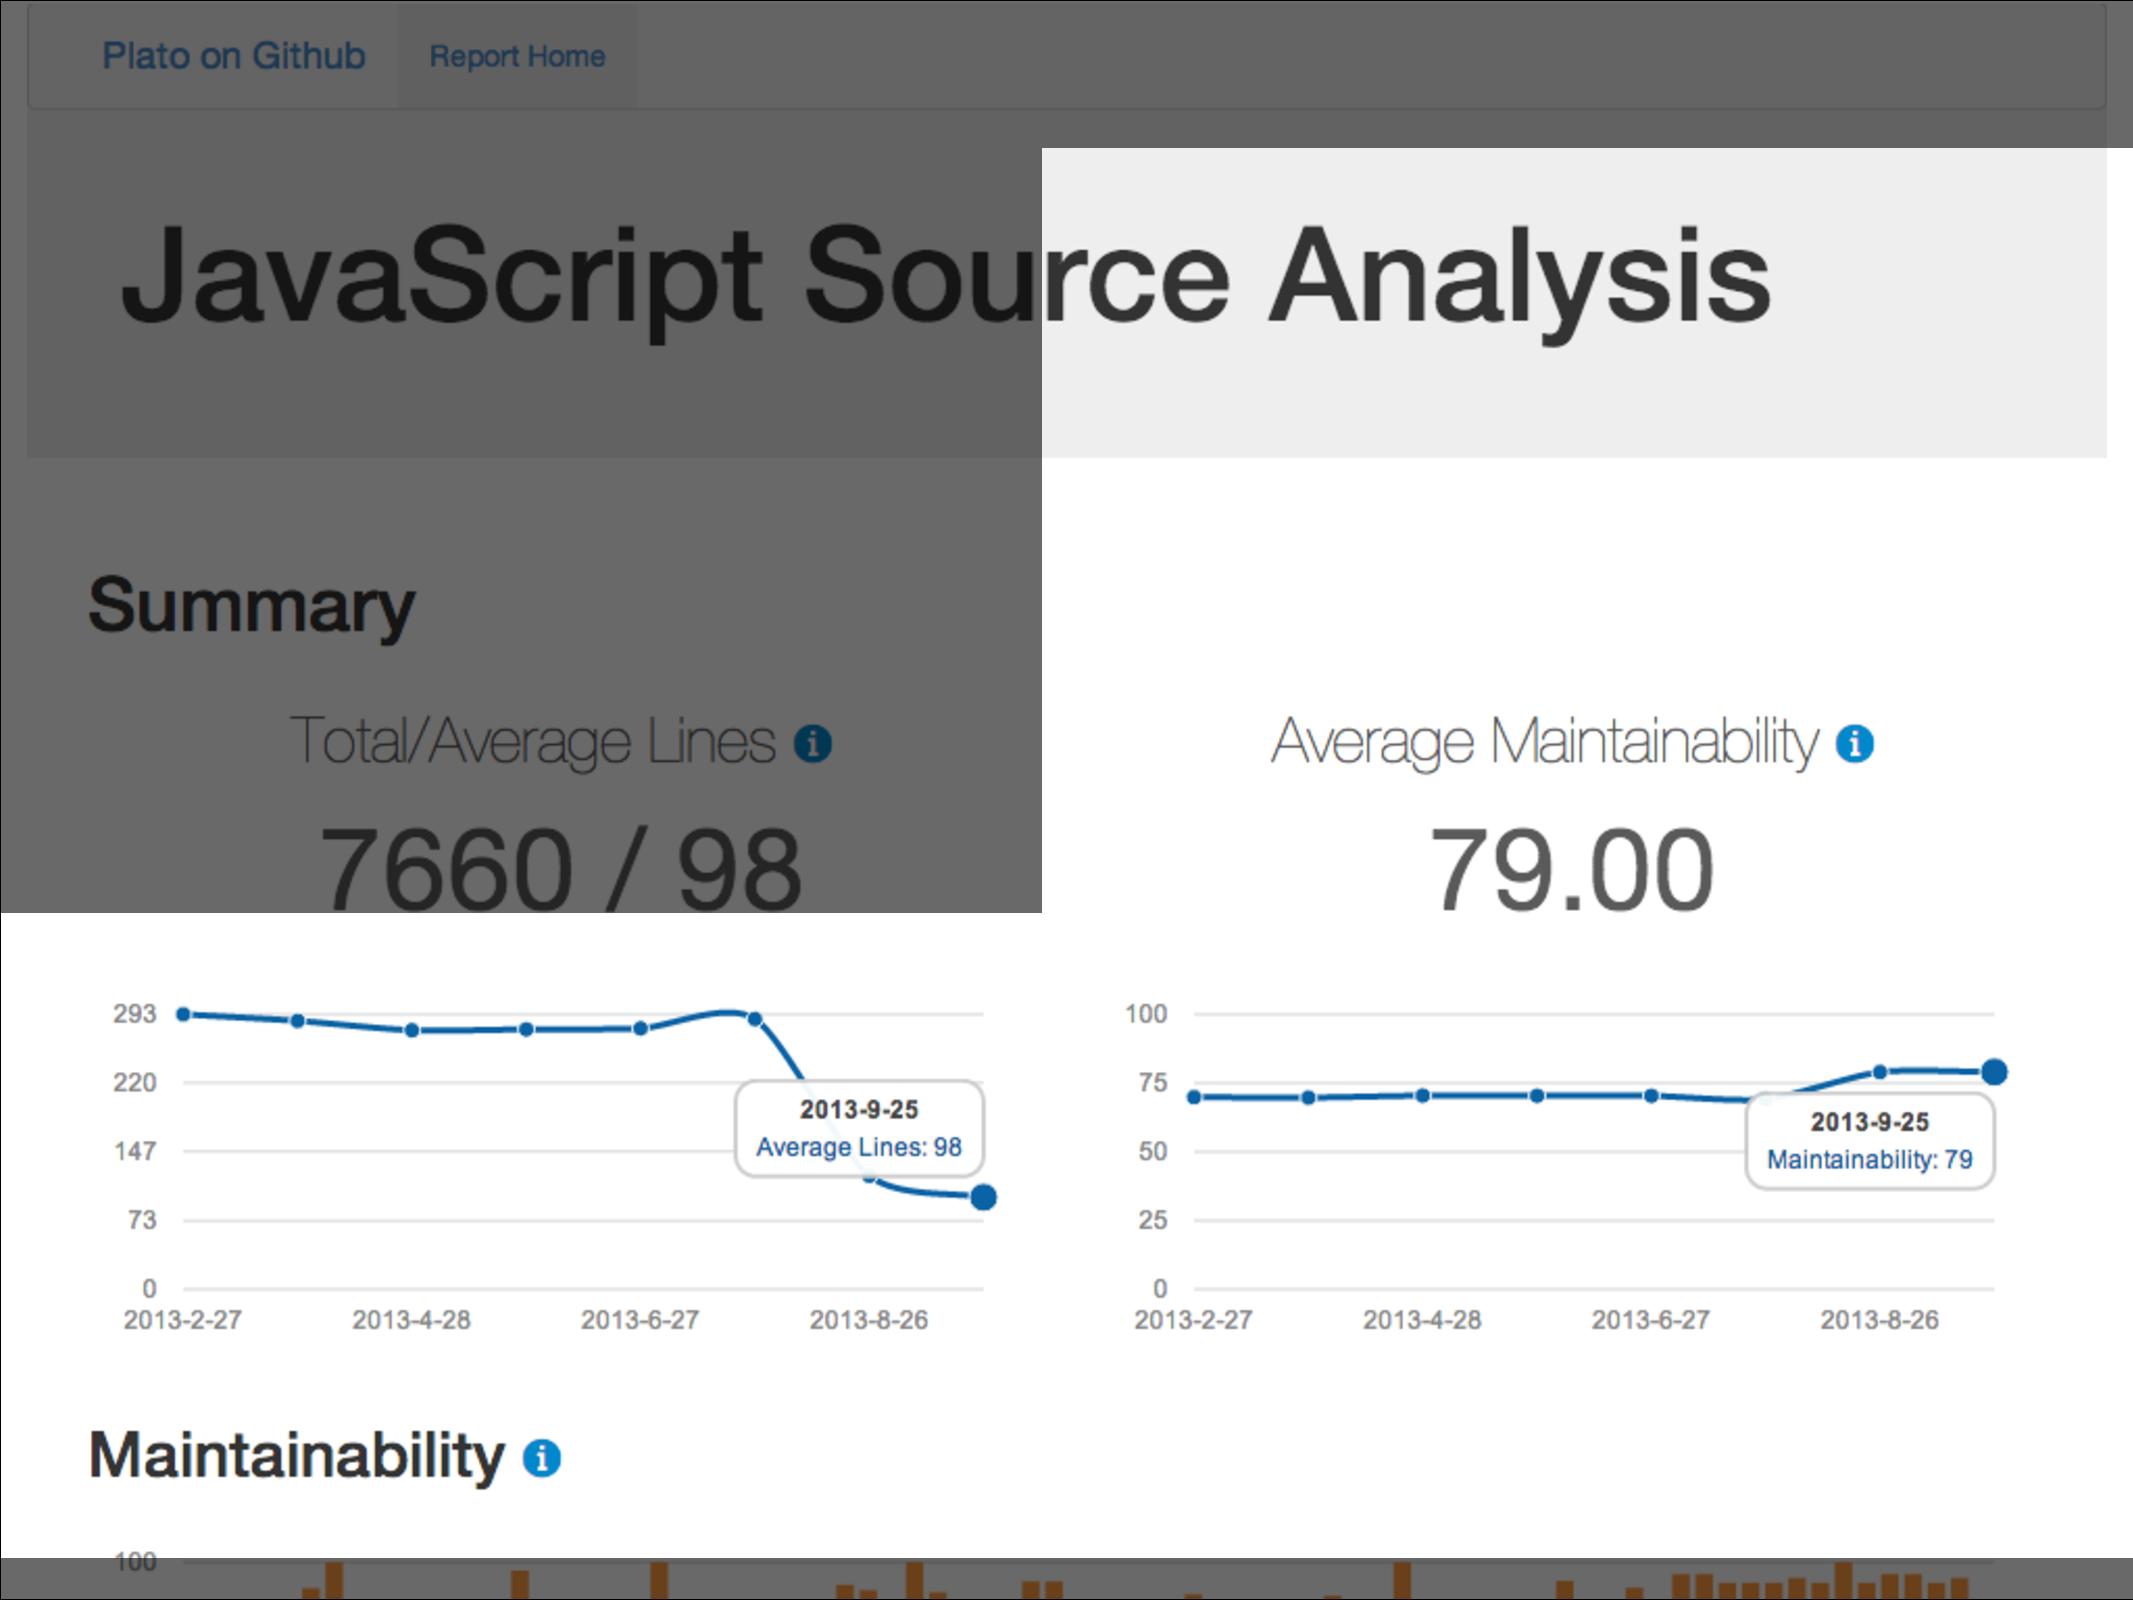 Plato on Github
Report Home
JavaScript Source Analysis
Summary
Total/Average Lines i
7660 / 98
Average Maintainability i
79.00
293
220
147
73
0
2013-2-27
2013-4-28
2013-6-27
2013-8-26
2013-9-25
Average Lines: 98
100
75
50
25
0
2013-2-27
2013-4-28
2013-6-27
2013-8-26
2013-9-25
Maintainability: 79
Maintainability i
100